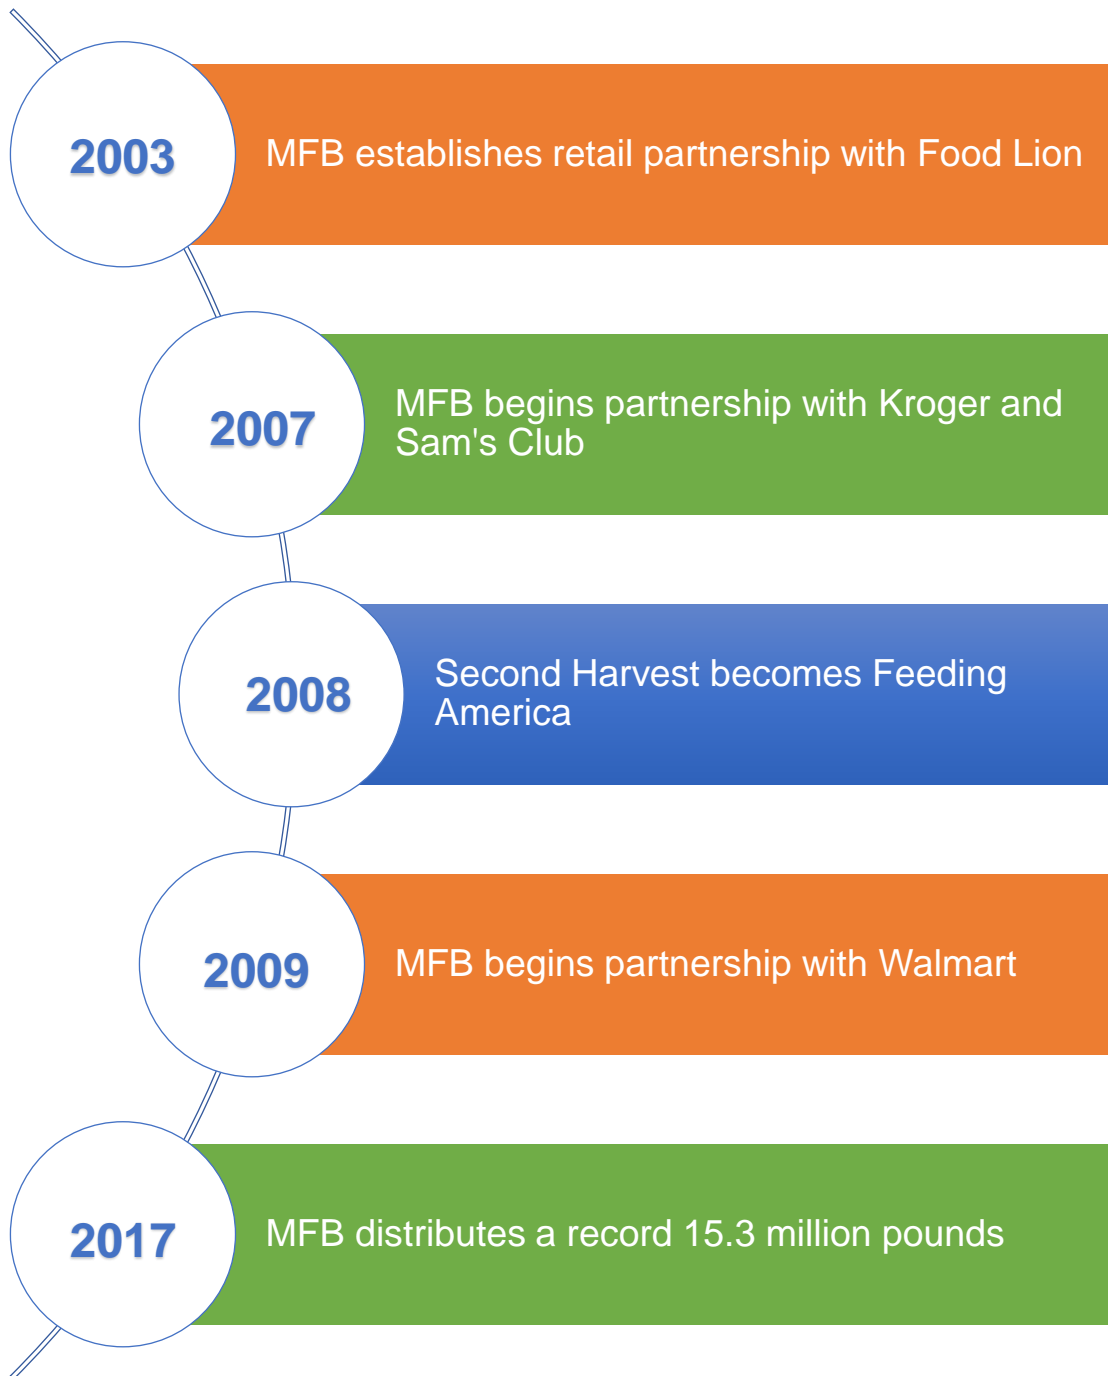 2003
MFB establishes retail partnership with Food Lion
2007
MFB begins partnership with Kroger and
Sam's Club
2008
Second Harvest becomes Feeding
America
2009
MFB begins partnership with Walmart
2017
MFB distributes a record 15.3 million pounds